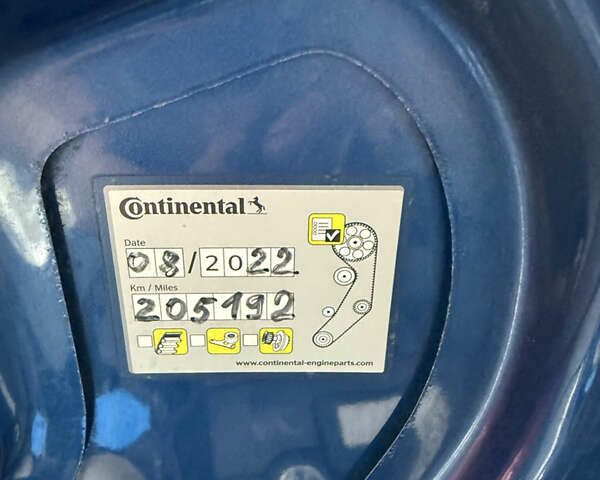 Continental
Date
08/2022
Km / Miles
205192
www.continental-engineparts.com